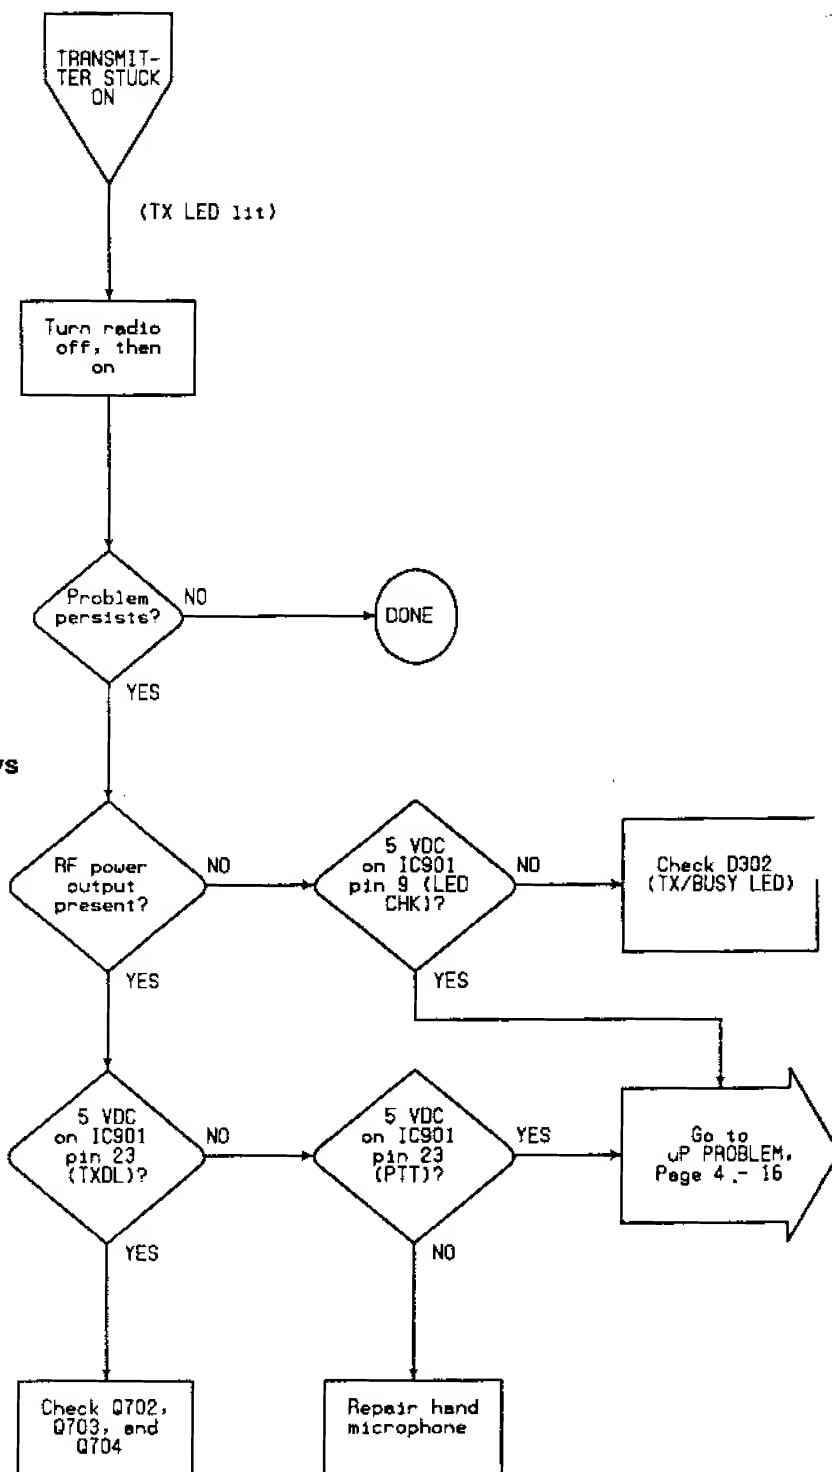 TRANSMIT-
TER STUCK
ON
(TX LED lit)
Turn radio
off, then
on
Problem
persists?
NO
DONE
YES
RF power
output
present?
NO
5 VDC
on IC901
pin 9 (LED
CHK)?
NO
Check D302
(TX/BUSY LED)
YES
YES
5 VDC
on IC901
pin 23
(TXDL)?
NO
5 VDC
on IC901
pin 23
(PTT)?
YES
Go to
uP PROBLEM,
Page 4 - 16
YES
NO
Check Q702,
Q703, and
Q704
Repair hand
microphone